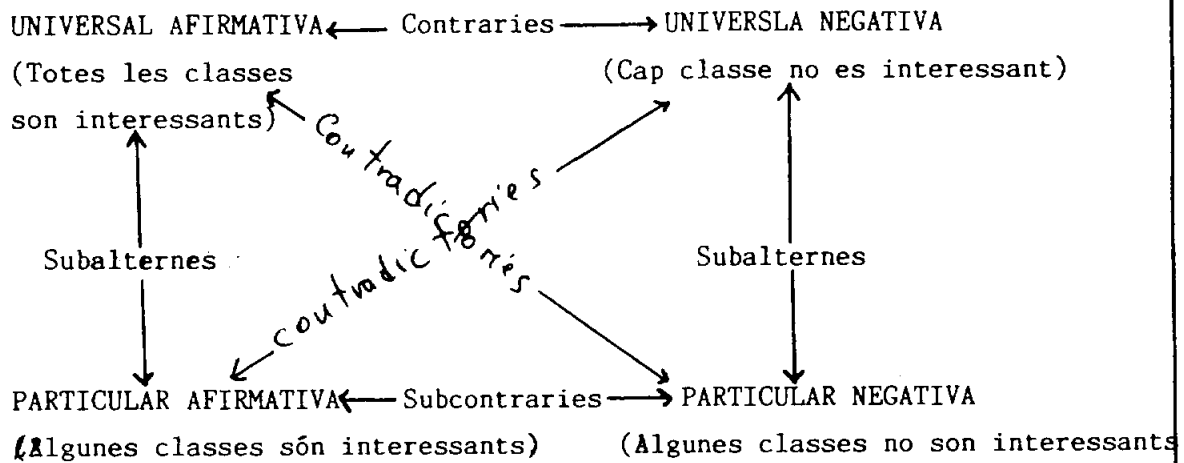 UNIVERSAL AFIRMATIVA Contraries UNIVERSLA NEGATIVA
(Totes les classes (Cap classe no es interessant)
son interessants)
Contradictories
contradictories
Subalternes Subalternes
PARTICULAR AFIRMATIVA Subcontraries PARTICULAR NEGATIVA
(Algunes classes són interessants) (Algunes classes no son interessants